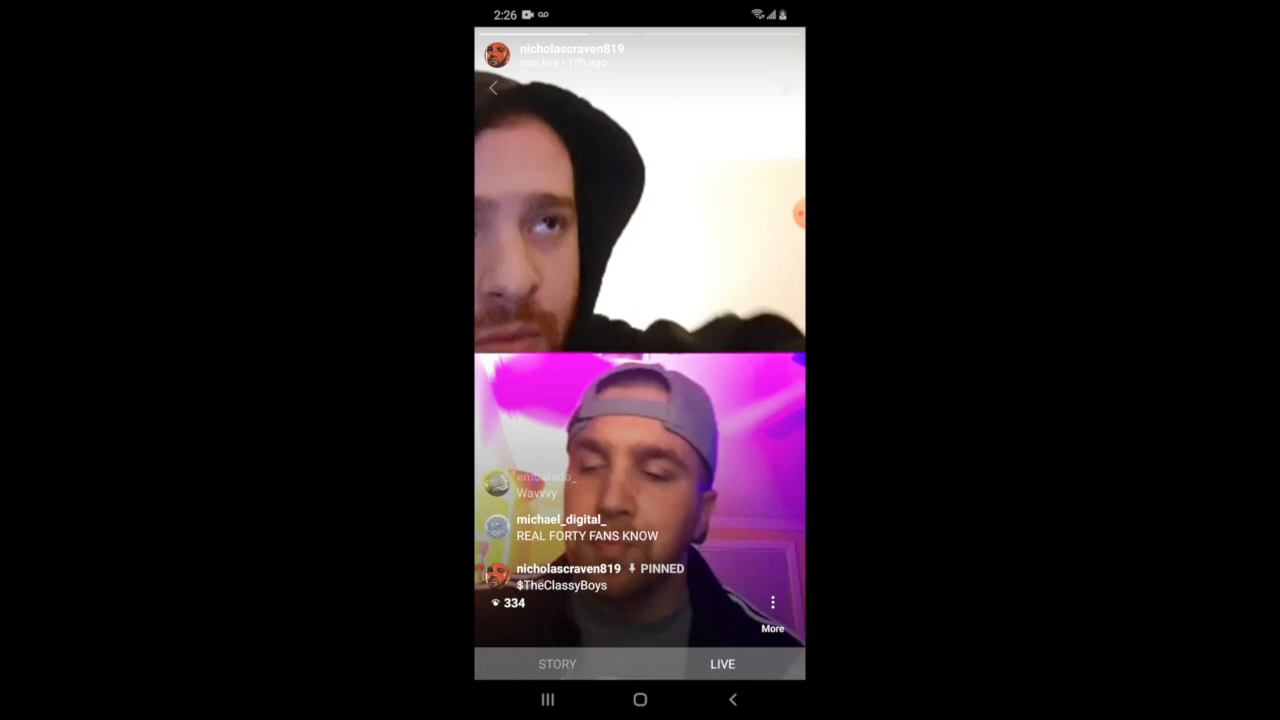 2:26
nicholascraven819
was live • 18h ago
embalado_
Wavvvy
michael_digital_
REAL FORTY FANS KNOW
nicholascraven819 PINNED
$TheClassyBoys
334
More
STORY LIVE